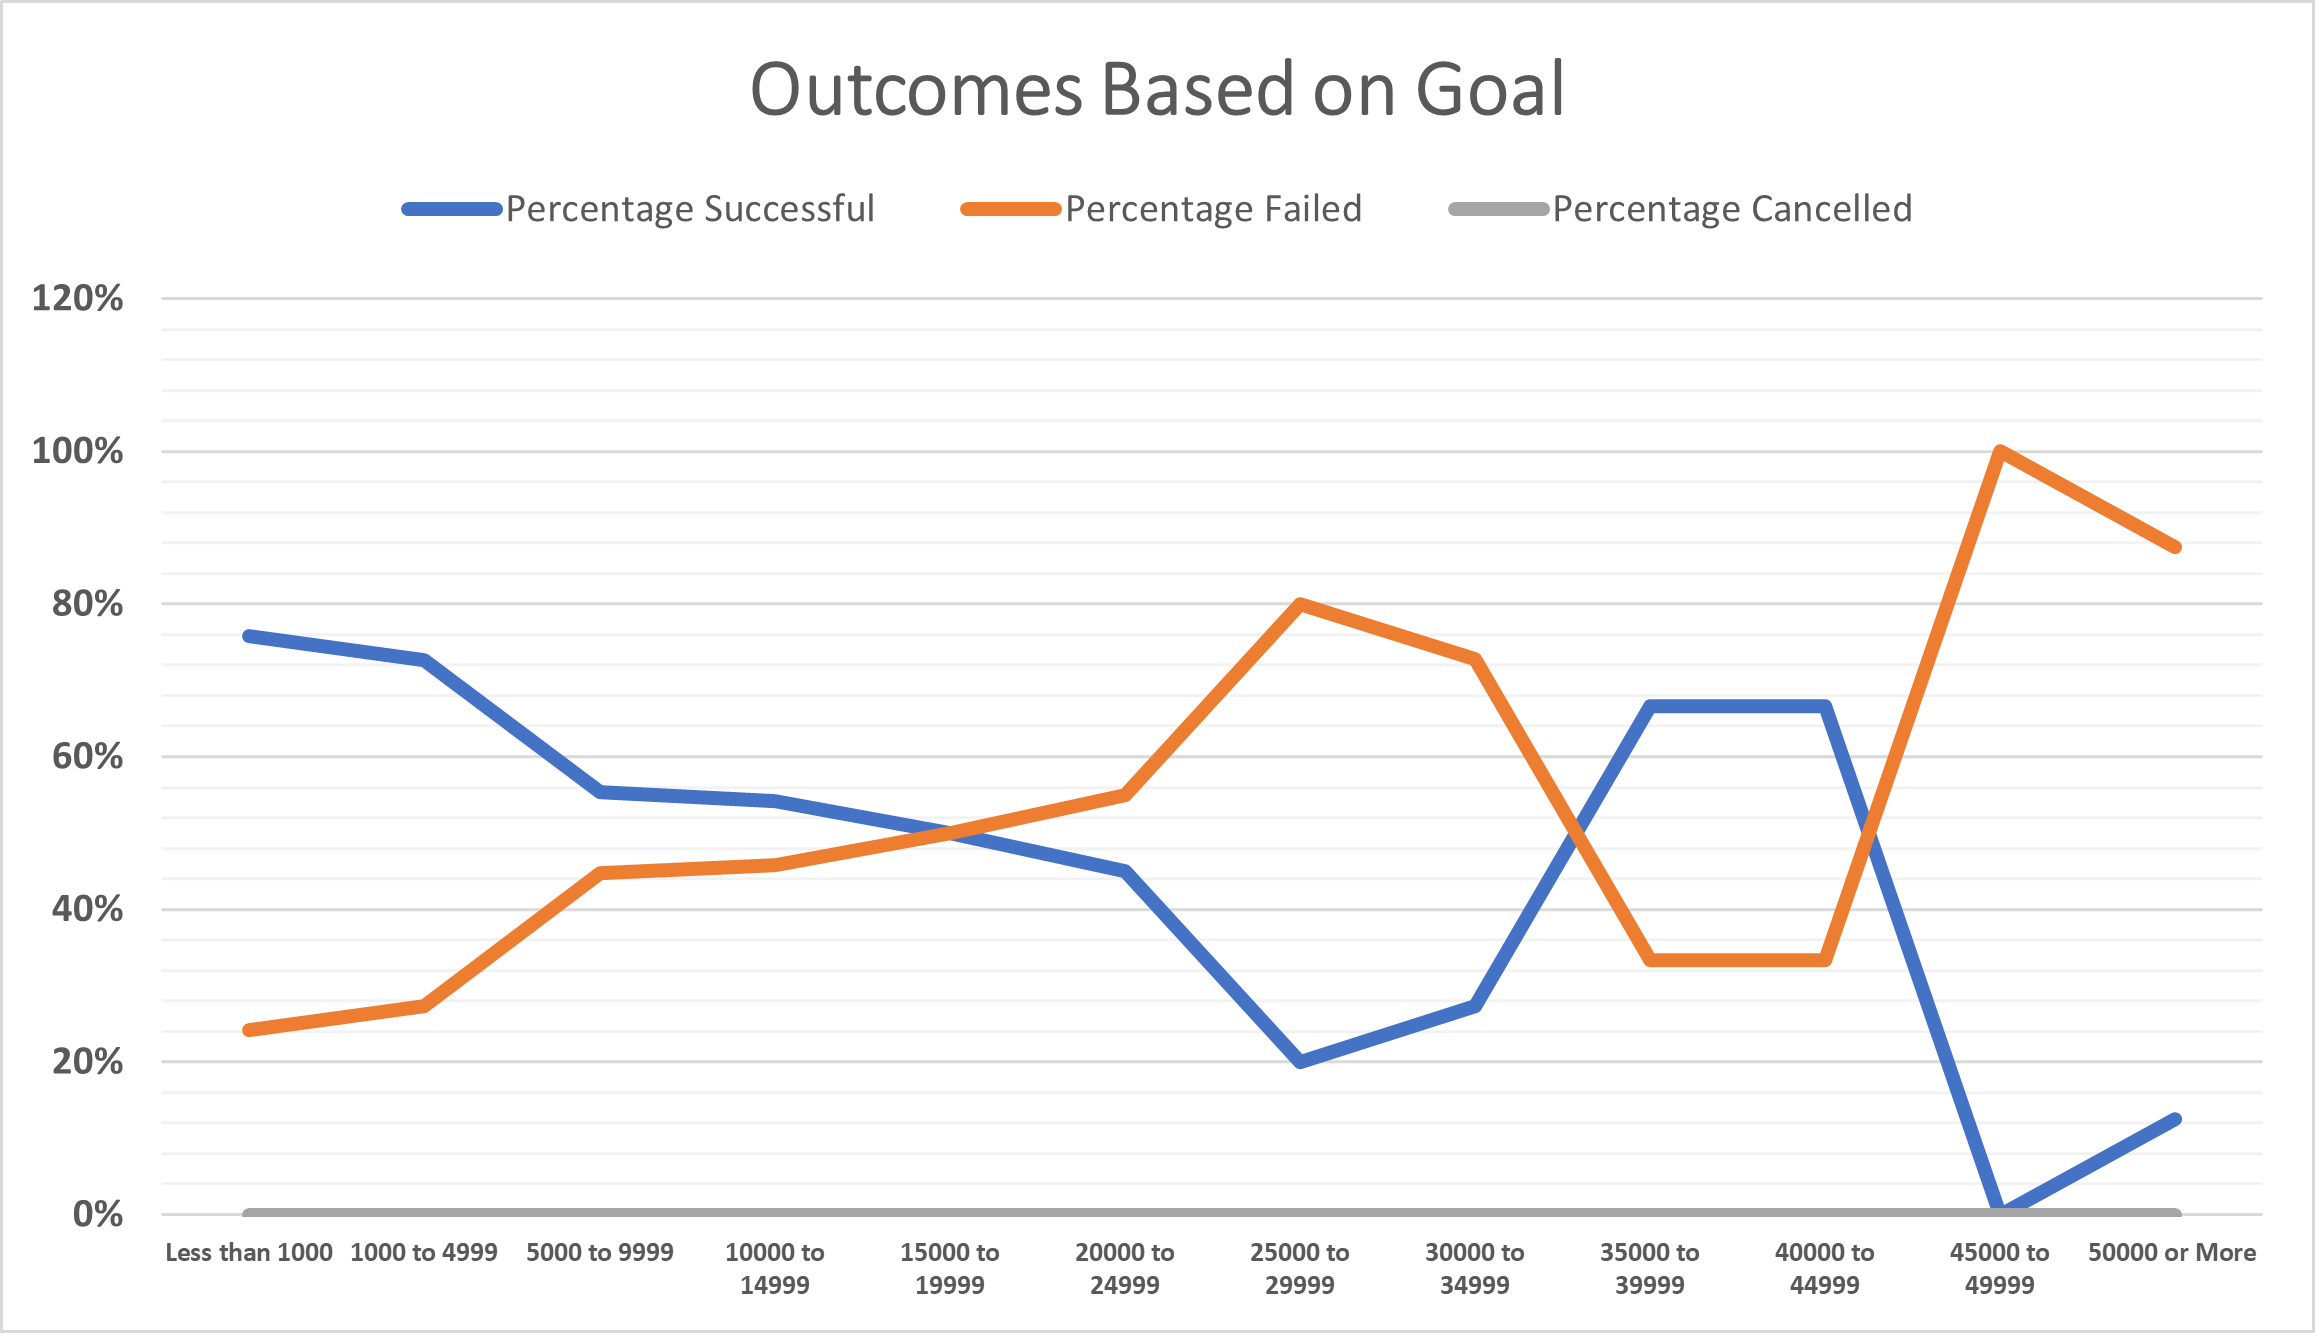 Outcomes Based on Goal
Percentage Successful Percentage Failed Percentage Cancelled
120%
100%
80%
60%
40%
20%
0%
Less than 1000 1000 to 4999 5000 to 9999 10000 to 15000 to 20000 to 25000 to 30000 to 35000 to 40000 to 45000 to 50000 or More
14999 19999 24999 29999 34999 39999 44999 49999